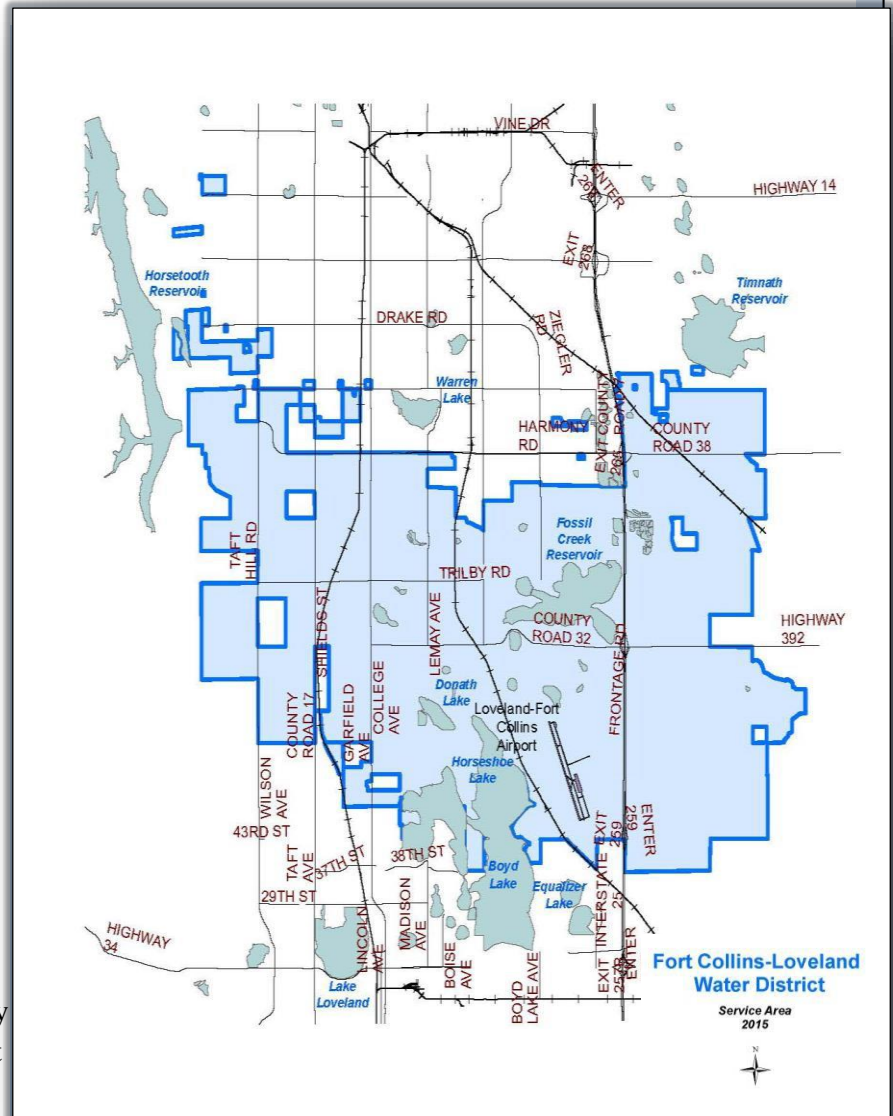 VINE DR
ENTER
269
HIGHWAY 14
EXIT
268
Horsetooth
Reservoir
Timnath
Reservoir
DRAKE RD
ZIEGLER
RD
Warren
Lake
HARMONY
RD
EXIT COUNTY
265 ROAD
COUNTY
ROAD 38
TAFT
HILL RD
Fossil
Creek
Reservoir
TRILBY RD
SHIELDS ST
LEMAY AVE
COUNTY
ROAD 32
HIGHWAY
392
FRONTAGE RD
COUNTY
ROAD 17
GARFIELD
AVE
COLLEGE
AVE
Donath
Lake
Loveland-Fort
Collins
Airport
Horseshoe
Lake
WILSON
AVE
43RD ST
TAFT
AVE
37TH ST
38TH ST
29TH ST
EXIT
259
ENTER
259
INTERSTATE
25
Boyd
Lake
Equalizer
Lake
MADISON
AVE
LINCOLN
AVE
BOISE
AVE
BOYD
LAKE AVE
HIGHWAY
34
Lake
Loveland
EXIT
257B
ENTER
Fort Collins-Loveland
Water District
Service Area
2015
N
y
t